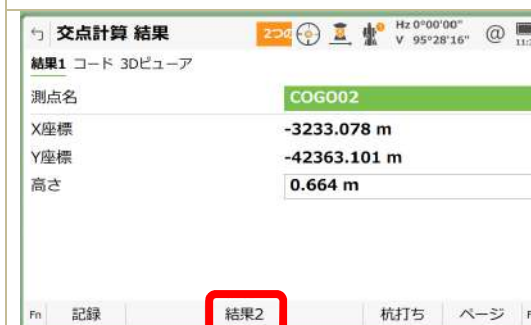 交点計算 結果
2つの
Hz 0°00'00"
V 95°28'16"
@
結果1 コード 3Dビューア
測点名 COGO02
X座標 -3233.078 m
Y座標 -42363.101 m
高さ 0.664 m
Fn 記録 結果2 杭打ち ページ